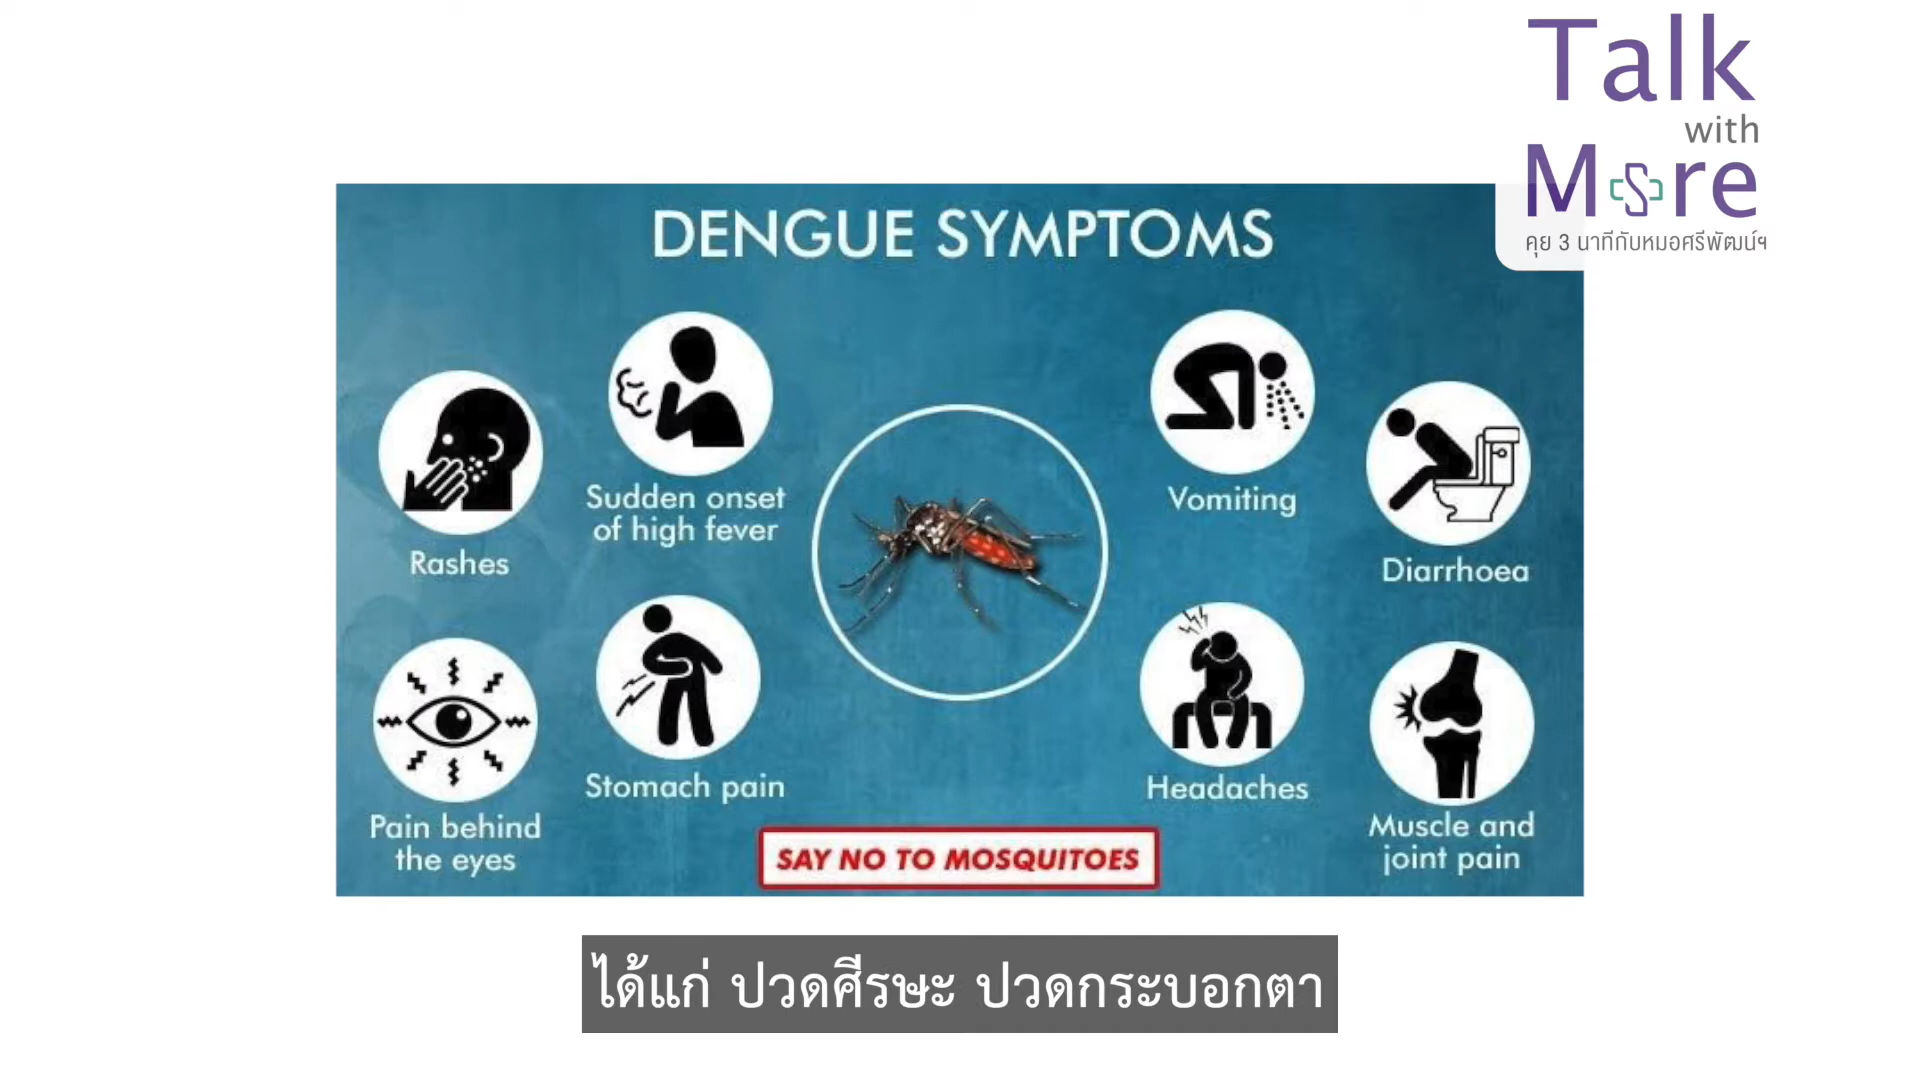 Talk
with
More
คุย 3 นาทีกับหมอศรีพัฒน์ฯ
DENGUE SYMPTOMS
Rashes
Sudden onset
of high fever
Vomiting
Diarrhoea
Pain behind
the eyes
Stomach pain
Headaches
Muscle and
joint pain
SAY NO TO MOSQUITOES
ได้แก่ ปวดศีรษะ ปวดกระบอกตา